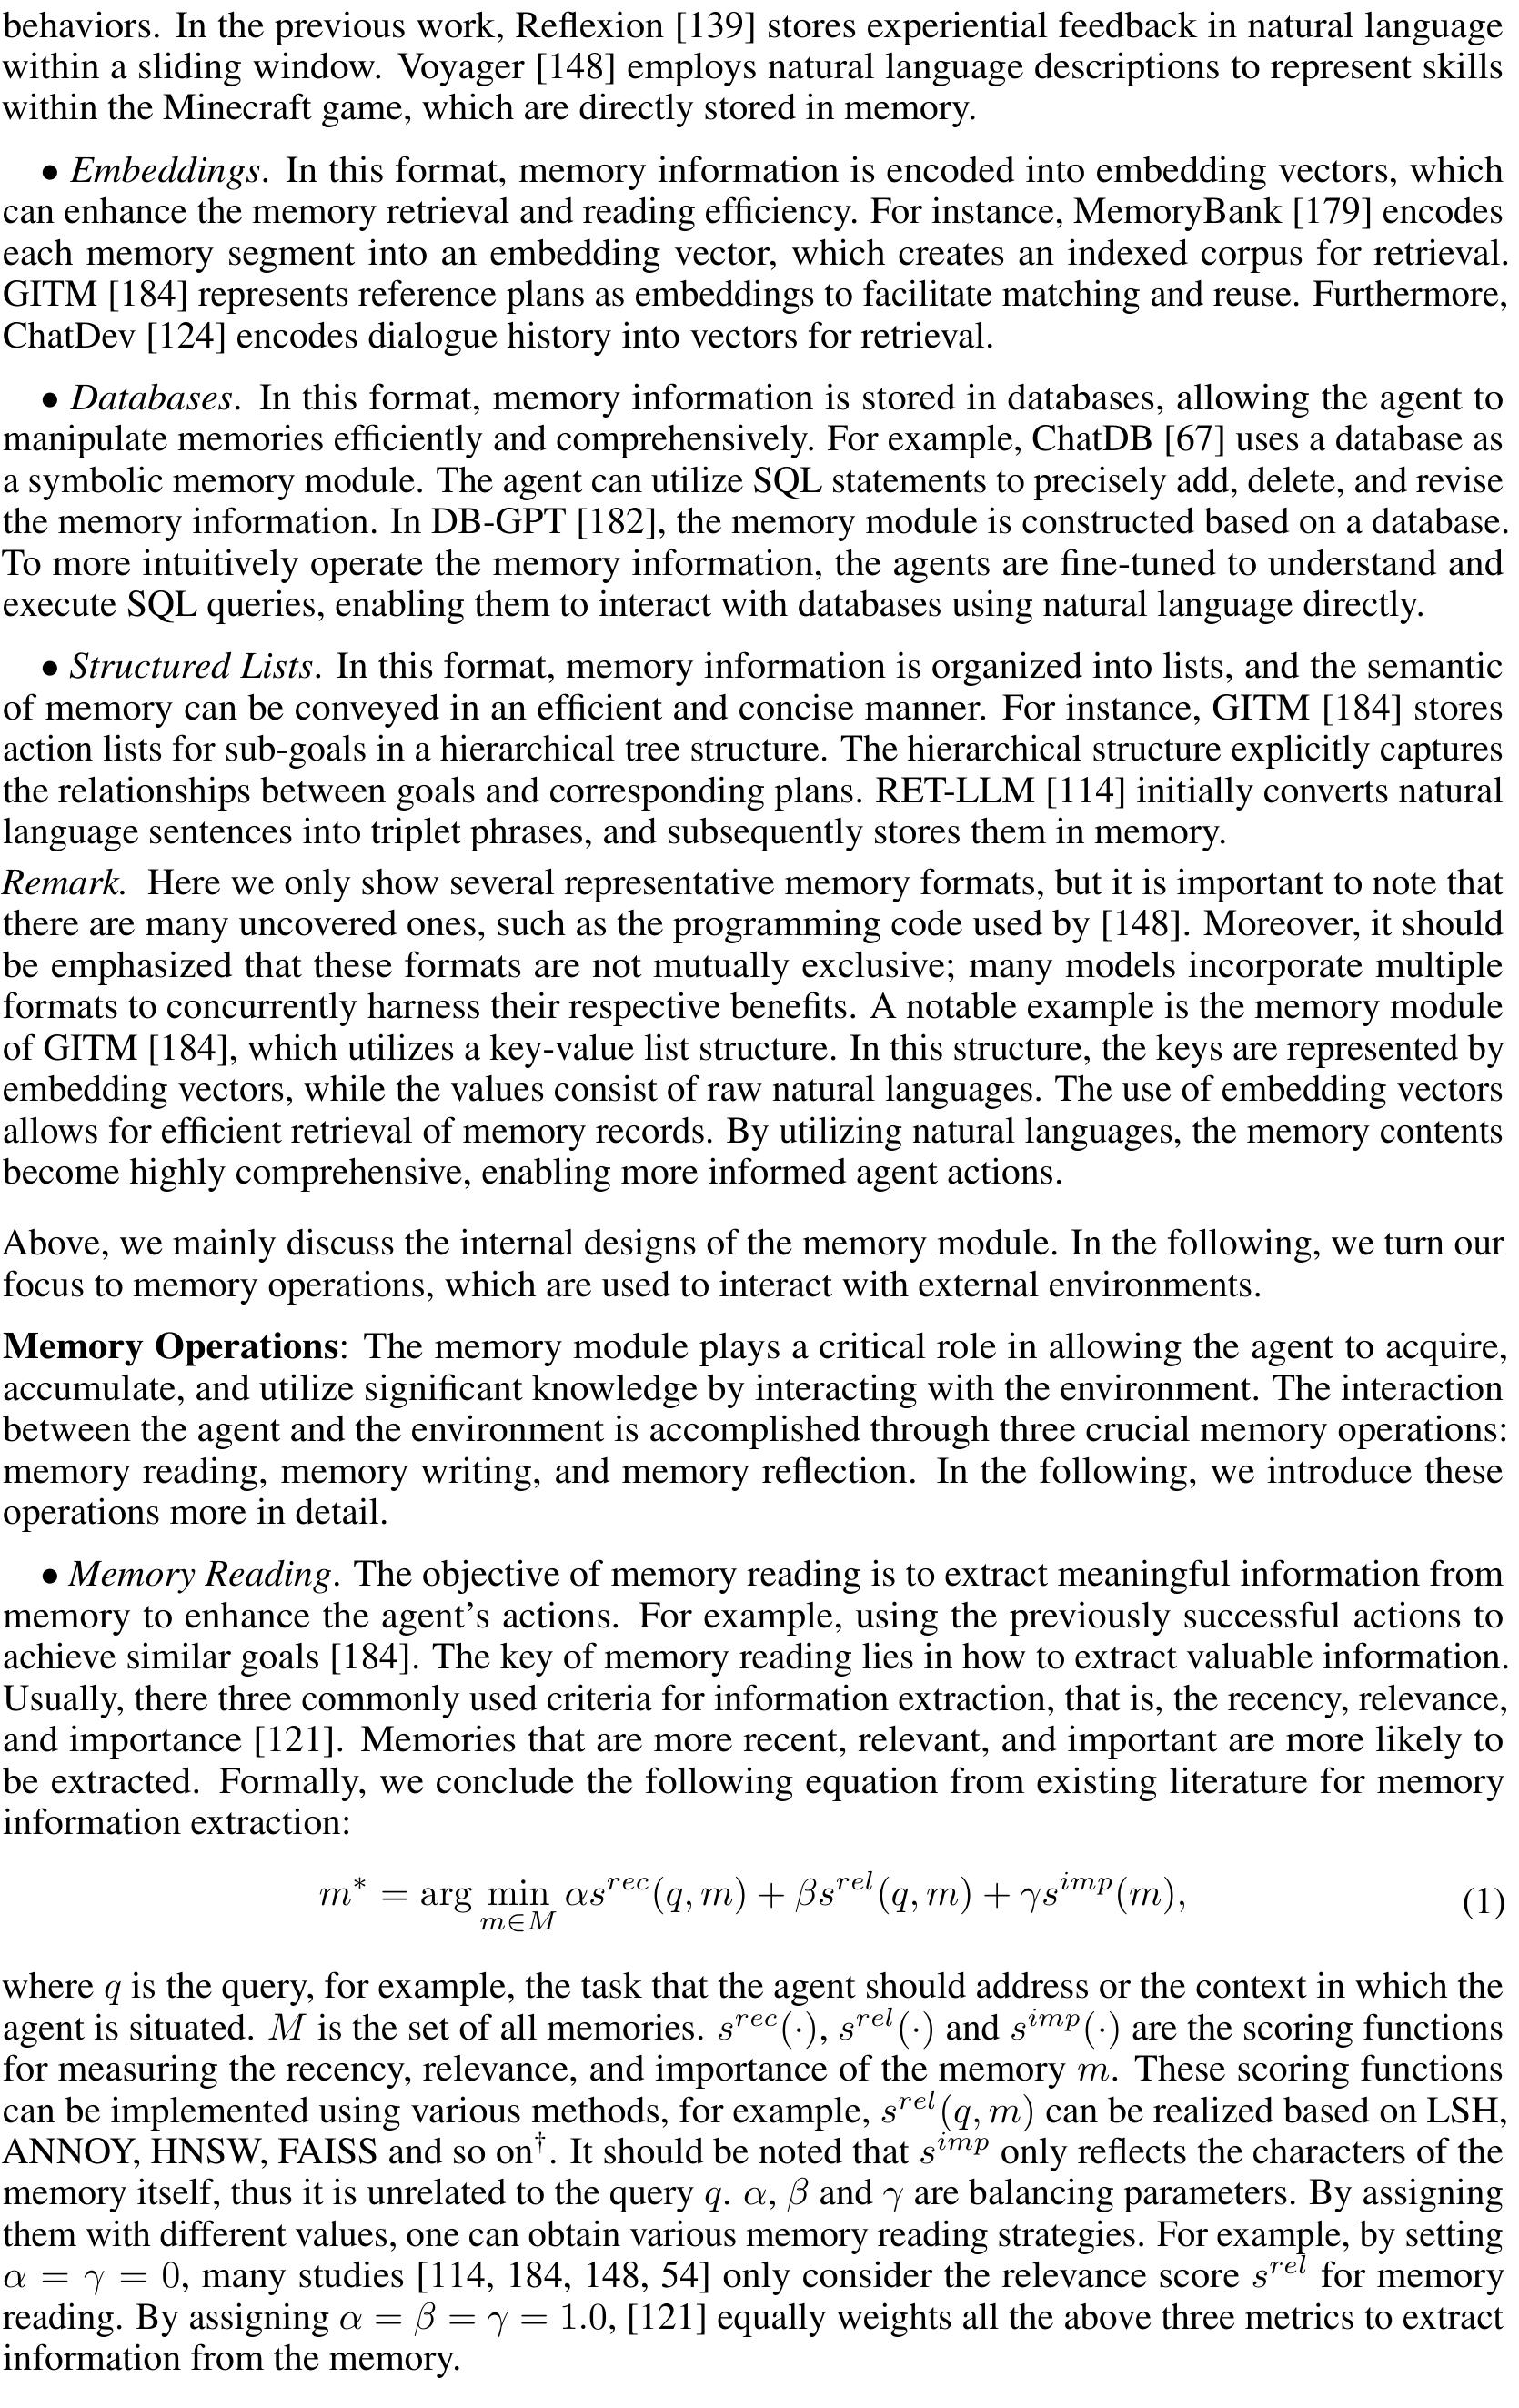 behaviors. In the previous work, Reflexion [139] stores experiential feedback in natural language
within a sliding window. Voyager [148] employs natural language descriptions to represent skills
within the Minecraft game, which are directly stored in memory.
• Embeddings. In this format, memory information is encoded into embedding vectors, which
can enhance the memory retrieval and reading efficiency. For instance, MemoryBank [179] encodes
each memory segment into an embedding vector, which creates an indexed corpus for retrieval.
GITM [184] represents reference plans as embeddings to facilitate matching and reuse. Furthermore,
ChatDev [124] encodes dialogue history into vectors for retrieval.
• Databases. In this format, memory information is stored in databases, allowing the agent to
manipulate memories efficiently and comprehensively. For example, ChatDB [67] uses a database as
a symbolic memory module. The agent can utilize SQL statements to precisely add, delete, and revise
the memory information. In DB-GPT [182], the memory module is constructed based on a database.
To more intuitively operate the memory information, the agents are fine-tuned to understand and
execute SQL queries, enabling them to interact with databases using natural language directly.
• Structured Lists. In this format, memory information is organized into lists, and the semantic
of memory can be conveyed in an efficient and concise manner. For instance, GITM [184] stores
action lists for sub-goals in a hierarchical tree structure. The hierarchical structure explicitly captures
the relationships between goals and corresponding plans. RET-LLM [114] initially converts natural
language sentences into triplet phrases, and subsequently stores them in memory.
Remark. Here we only show several representative memory formats, but it is important to note that
there are many uncovered ones, such as the programming code used by [148]. Moreover, it should
be emphasized that these formats are not mutually exclusive; many models incorporate multiple
formats to concurrently harness their respective benefits. A notable example is the memory module
of GITM [184], which utilizes a key-value list structure. In this structure, the keys are represented by
embedding vectors, while the values consist of raw natural languages. The use of embedding vectors
allows for efficient retrieval of memory records. By utilizing natural languages, the memory contents
become highly comprehensive, enabling more informed agent actions.
Above, we mainly discuss the internal designs of the memory module. In the following, we turn our
focus to memory operations, which are used to interact with external environments.
Memory Operations: The memory module plays a critical role in allowing the agent to acquire,
accumulate, and utilize significant knowledge by interacting with the environment. The interaction
between the agent and the environment is accomplished through three crucial memory operations:
memory reading, memory writing, and memory reflection. In the following, we introduce these
operations more in detail.
• Memory Reading. The objective of memory reading is to extract meaningful information from
memory to enhance the agent's actions. For example, using the previously successful actions to
achieve similar goals [184]. The key of memory reading lies in how to extract valuable information.
Usually, there three commonly used criteria for information extraction, that is, the recency, relevance,
and importance [121]. Memories that are more recent, relevant, and important are more likely to
be extracted. Formally, we conclude the following equation from existing literature for memory
information extraction:
$m^* = \arg\min_{m \in M} \alpha s^{rec}(q, m) + \beta s^{rel}(q, m) + \gamma s^{imp}(m),$ (1)
where $q$ is the query, for example, the task that the agent should address or the context in which the
agent is situated. $M$ is the set of all memories. $s^{rec}(\cdot)$, $s^{rel}(\cdot)$ and $s^{imp}(\cdot)$ are the scoring functions
for measuring the recency, relevance, and importance of the memory $m$. These scoring functions
can be implemented using various methods, for example, $s^{rel}(q, m)$ can be realized based on LSH,
ANNOY, HNSW, FAISS and so on†. It should be noted that $s^{imp}$ only reflects the characters of the
memory itself, thus it is unrelated to the query $q$. $\alpha$, $\beta$ and $\gamma$ are balancing parameters. By assigning
them with different values, one can obtain various memory reading strategies. For example, by setting
$\alpha = \gamma = 0$, many studies [114, 184, 148, 54] only consider the relevance score $s^{rel}$ for memory
reading. By assigning $\alpha = \beta = \gamma = 1.0$, [121] equally weights all the above three metrics to extract
information from the memory.